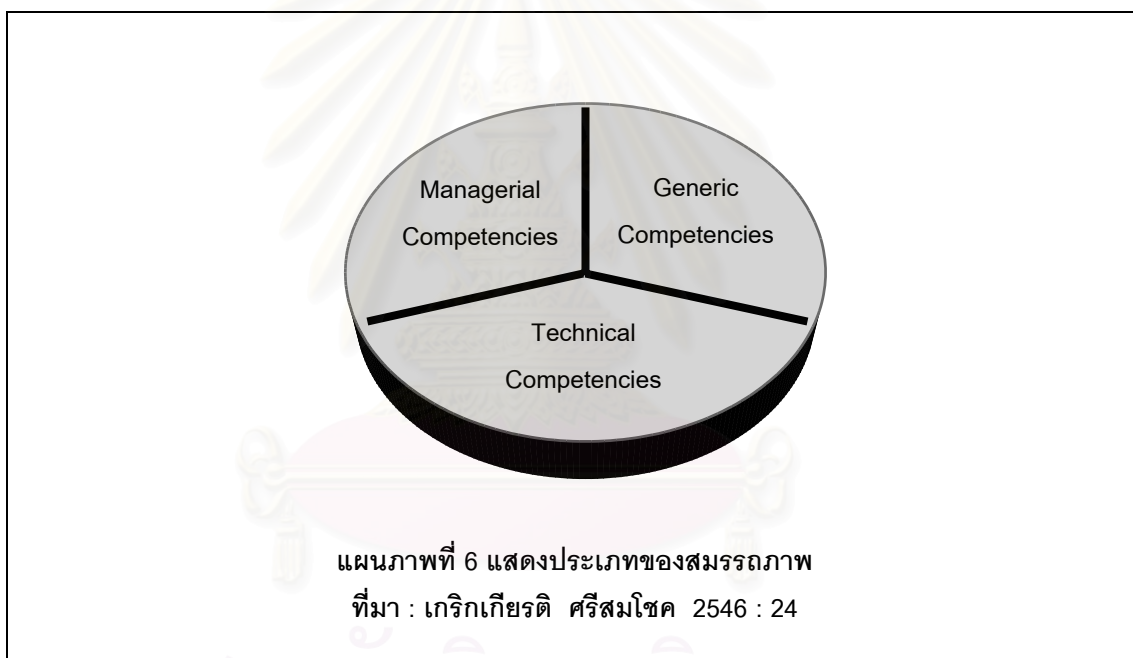 Managerial
Competencies
Generic
Competencies
Technical
Competencies
แผนภาพที่ 6 แสดงประเภทของสมรรถภาพ
ที่มา : เกริกเกียรติ ศรีสมโชค 2546 : 24